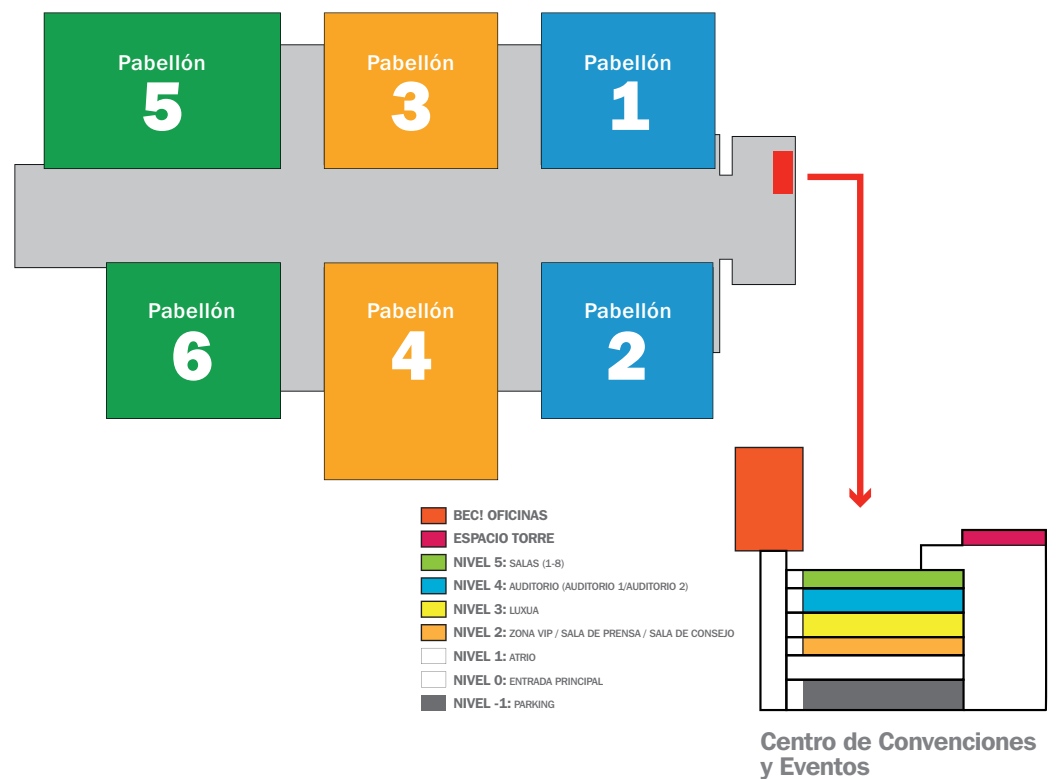 Pabellón
5
Pabellón
3
Pabellón
1
Pabellón
6
Pabellón
4
Pabellón
2
BEC! OFICINAS
ESPACIO TORRE
NIVEL 5: SALAS (1-8)
NIVEL 4: AUDITORIO (AUDITORIO 1/AUDITORIO 2)
NIVEL 3: LUXUA
NIVEL 2: ZONA VIP / SALA DE PRENSA / SALA DE CONSEJO
NIVEL 1: ATRIO
NIVEL 0: ENTRADA PRINCIPAL
NIVEL -1: PARKING
Centro de Convenciones
y Eventos